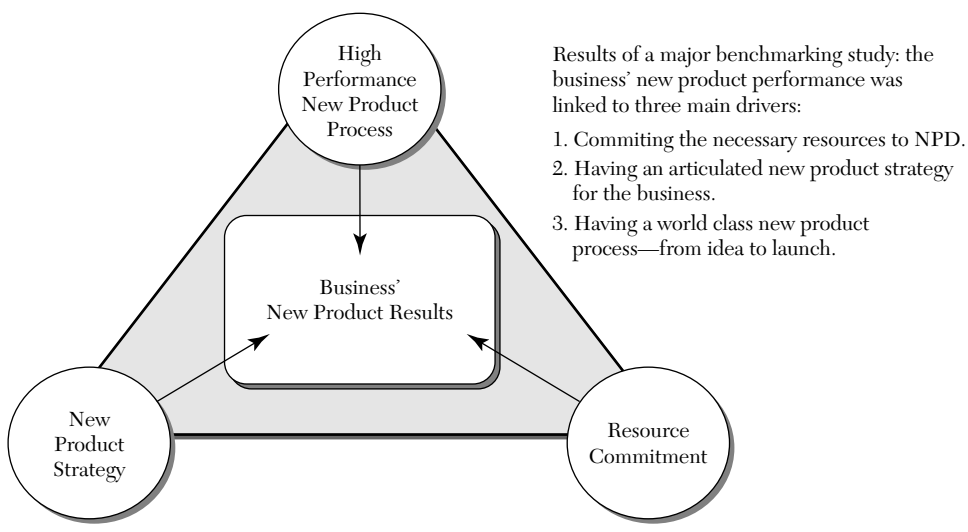 High
Performance
New Product
Process
Results of a major benchmarking study: the
business’ new product performance was
linked to three main drivers:
1. Commiting the necessary resources to NPD.
2. Having an articulated new product strategy
for the business.
3. Having a world class new product
process—from idea to launch.
Business’
New Product Results
New
Product
Strategy
Resource
Commitment